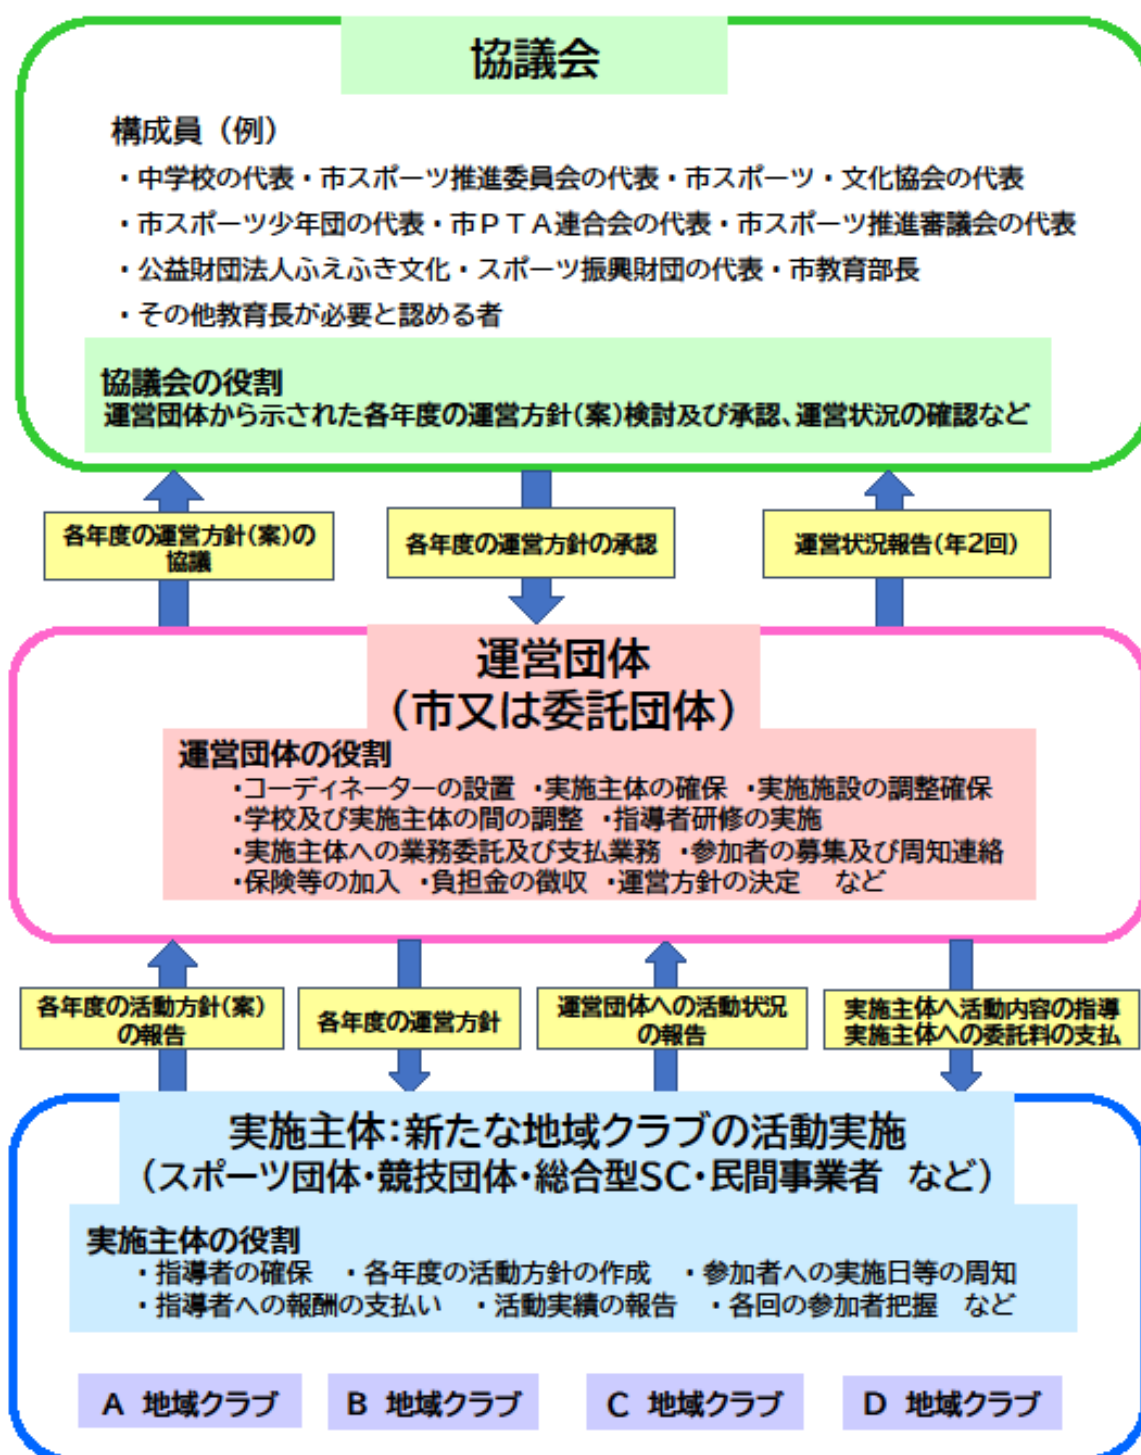 協議会
構成員（例）
・中学校の代表・市スポーツ推進委員会の代表・市スポーツ・文化協会の代表
・市スポーツ少年団の代表・市ＰＴＡ連合会の代表・市スポーツ推進審議会の代表
・公益財団法人ふえふき文化・スポーツ振興財団の代表・市教育部長
・その他教育長が必要と認める者
協議会の役割
運営団体から示された各年度の運営方針(案)検討及び承認、運営状況の確認など
各年度の運営方針(案)の
協議
各年度の運営方針の承認
運営状況報告(年2回)
運営団体
（市又は委託団体）
運営団体の役割
・コーディネーターの設置 ・実施主体の確保 ・実施施設の調整確保
・学校及び実施主体の間の調整 ・指導者研修の実施
・実施主体への業務委託及び支払業務 ・参加者の募集及び周知連絡
・保険等の加入 ・負担金の徴収 ・運営方針の決定 など
各年度の活動方針(案)
の報告
各年度の運営方針
運営団体への活動状況
の報告
実施主体へ活動内容の指導
実施主体への委託料の支払
実施主体:新たな地域クラブの活動実施
（スポーツ団体・競技団体・総合型SC・民間事業者 など）
実施主体の役割
・指導者の確保 ・各年度の活動方針の作成 ・参加者への実施日等の周知
・指導者への報酬の支払い ・活動実績の報告 ・各回の参加者把握 など
A 地域クラブ
B 地域クラブ
C 地域クラブ
D 地域クラブ